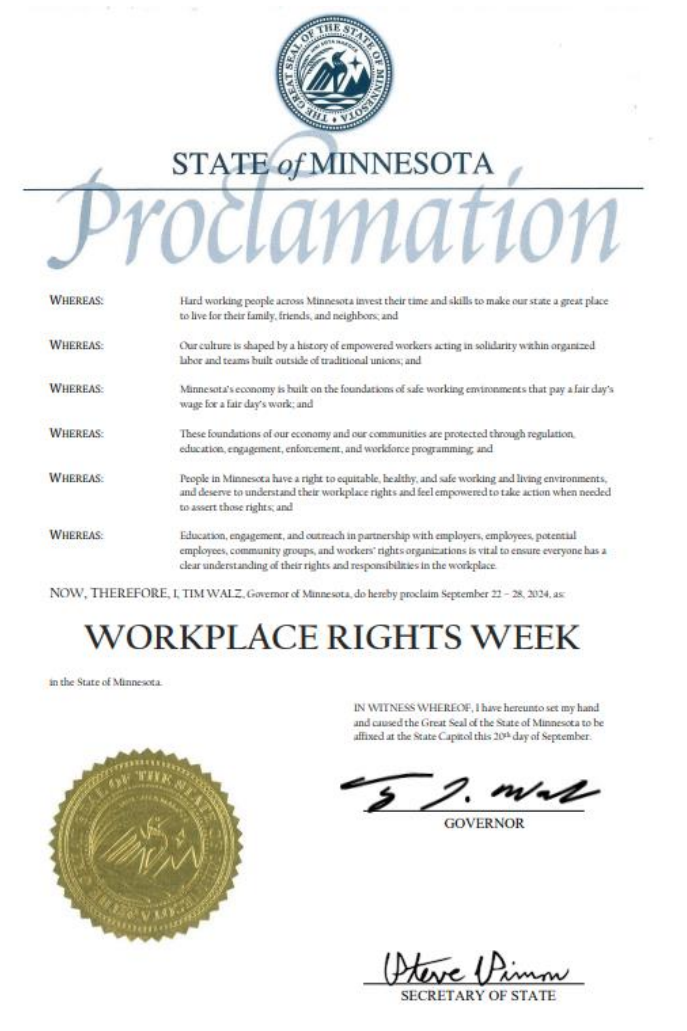 THE GREAT SEAL OF THE STATE OF MINNESOTA
STATE of MINNESOTA
Proclamation
WHEREAS: Hard working people across Minnesota invest their time and skills to make our state a great place
to live for their family, friends, and neighbors; and
WHEREAS: Our culture is shaped by a history of empowered workers acting in solidarity within organized
labor and teams built outside of traditional unions; and
WHEREAS: Minnesota's economy is built on the foundations of safe working environments that pay a fair day's
wage for a fair day's work; and
WHEREAS: These foundations of our economy and our communities are protected through regulation,
education, engagement, enforcement, and workforce programming; and
WHEREAS: People in Minnesota have a right to equitable, healthy, and safe working and living environments,
and deserve to understand their workplace rights and feel empowered to take action when needed
to assert those rights; and
WHEREAS: Education, engagement, and outreach in partnership with employers, employees, potential
employees, community groups, and workers' rights organizations is vital to ensure everyone has a
clear understanding of their rights and responsibilities in the workplace.
NOW, THEREFORE, I, TIM WALZ, Governor of Minnesota, do hereby proclaim September 22 – 28, 2024, as:
WORKPLACE RIGHTS WEEK
in the State of Minnesota.
IN WITNESS WHEREOF, I have hereunto set my hand
and caused the Great Seal of the State of Minnesota to be
affixed at the State Capitol this 20th day of September.
GOVERNOR
OF THE STATE OF
Steve Simon
SECRETARY OF STATE